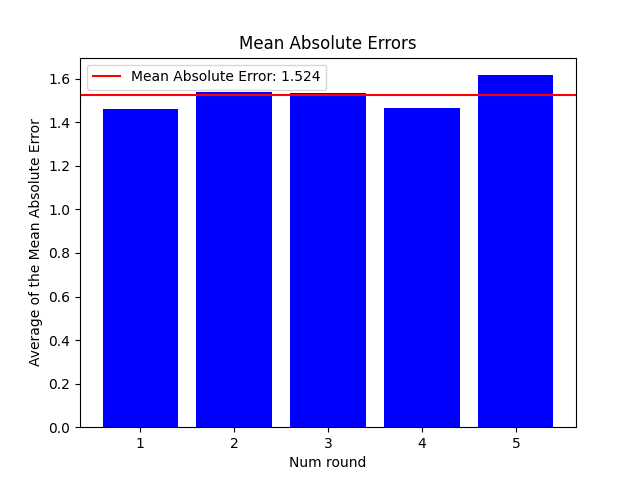 Mean Absolute Errors
Mean Absolute Error: 1.524
Average of the Mean Absolute Error
1.6
1.4
1.2
1.0
0.8
0.6
0.4
0.2
0.0
1 2 3 4 5
Num round